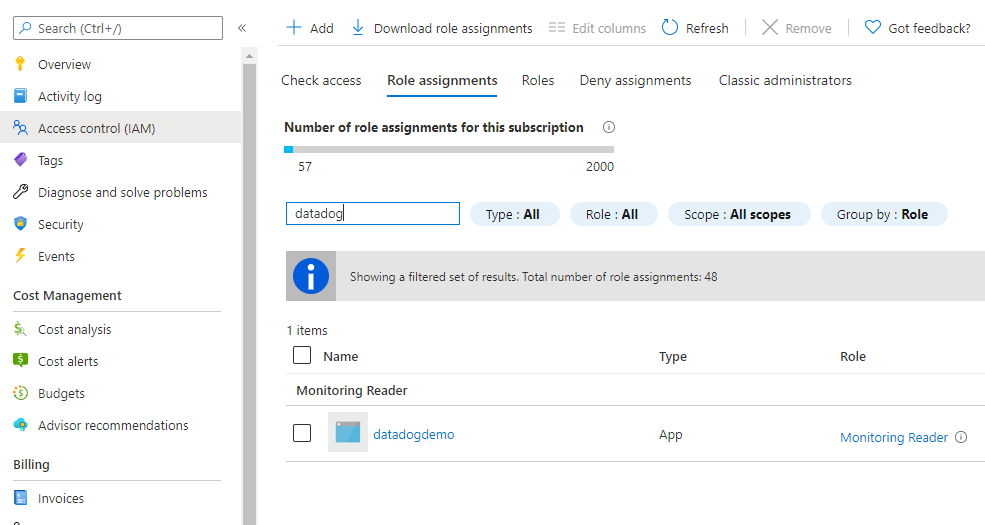 Search (Ctrl+/)
«
Overview
Activity log
Access control (IAM)
Tags
Diagnose and solve problems
Security
Events
Cost Management
Cost analysis
Cost alerts
Budgets
Advisor recommendations
Billing
Invoices
Add Download role assignments Edit columns Refresh Remove Got feedback?
Check access Role assignments Roles Deny assignments Classic administrators
Number of role assignments for this subscription
57 2000
datadog Type : All Role : All Scope : All scopes Group by : Role
Showing a filtered set of results. Total number of role assignments: 48
1 items
Name Type Role
Monitoring Reader
datadogdemo App Monitoring Reader